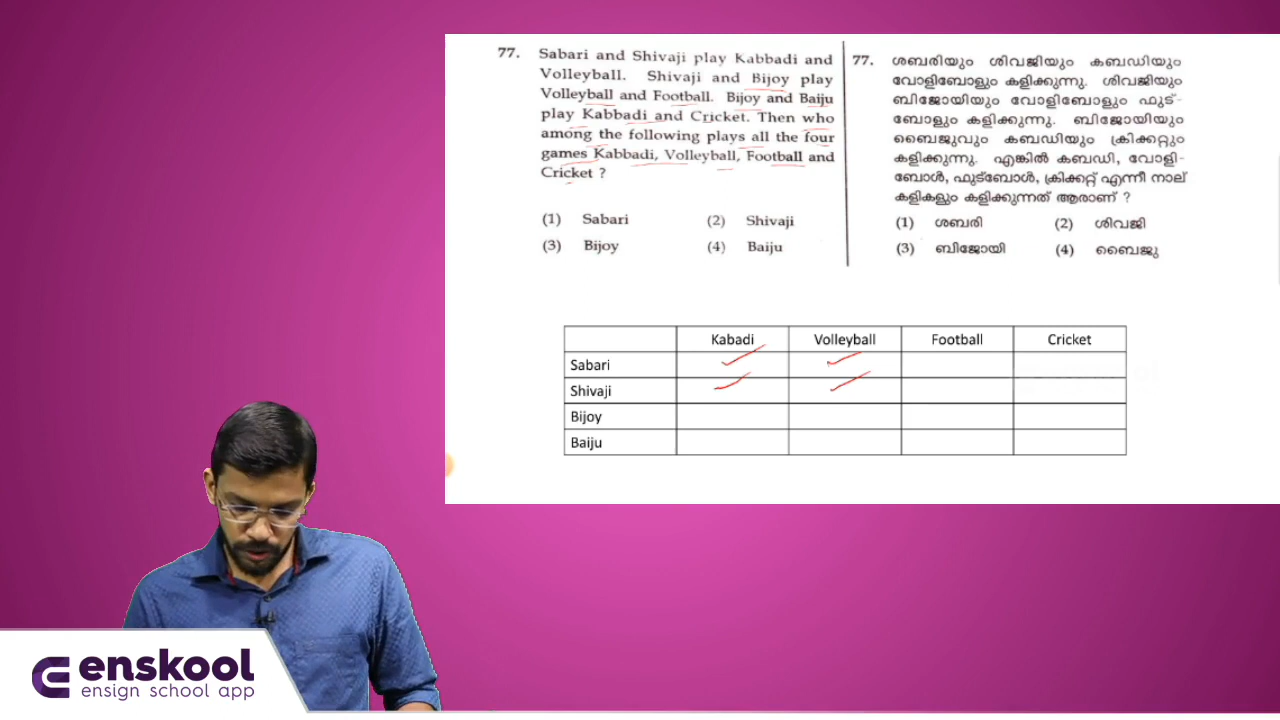 77. Sabari and Shivaji play Kabbadi and
Volleyball. Shivaji and Bijoy play
Volleyball and Football. Bijoy and Baiju
play Kabbadi and Cricket. Then who
among the following plays all the four
games Kabbadi, Volleyball, Football and
Cricket ?
(1) Sabari (2) Shivaji
(3) Bijoy (4) Baiju
77. ശബരിയും ശിവജിയും കബഡിയും
വോളിബോളും കളിക്കുന്നു. ശിവജിയും
ബിജോയിയും വോളിബോളും ഫുട്-
ബോളും കളിക്കുന്നു. ബിജോയിയും
ബൈജുവും കബഡിയും ക്രിക്കറ്റും
കളിക്കുന്നു. എങ്കിൽ കബഡി, വോളി-
ബോൾ, ഫുട്ബോൾ, ക്രിക്കറ്റ് എന്നീ നാല്
കളികളും കളിക്കുന്നത് ആരാണ് ?
(1) ശബരി (2) ശിവജി
(3) ബിജോയി (4) ബൈജു
Kabadi Volleyball Football Cricket
Sabari
Shivaji
Bijoy
Baiju
enskool
ensign school app